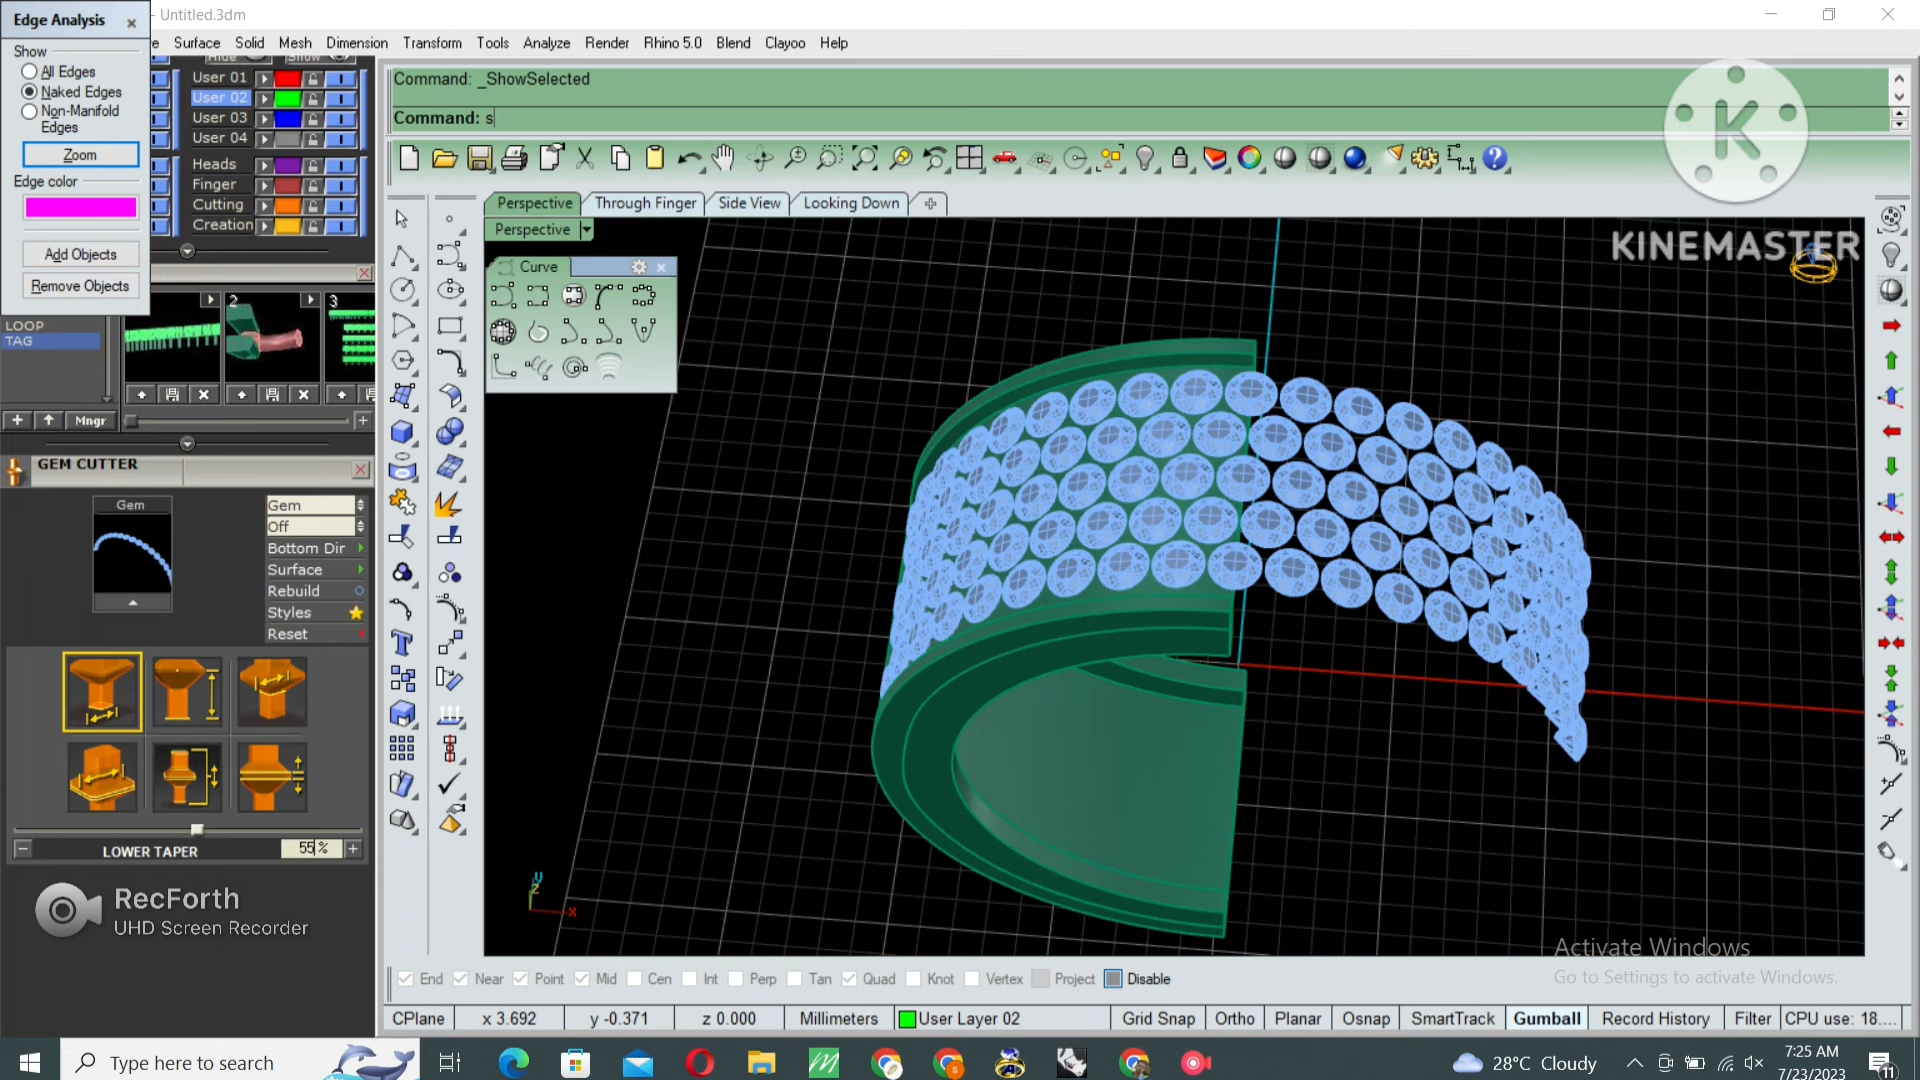 Edge Analysis
- Untitled.3dm
Show
All Edges
Naked Edges
Non-Manifold
Edges
Zoom
Edge color
Add Objects
Remove Objects
Surface Solid Mesh Dimension Transform Tools Analyze Render Rhino 5.0 Blend Clayoo Help
User 01
User 02
User 03
User 04
Heads
Finger
Cutting
Creation
Command: _ShowSelected
Command: s
K
KINEMASTER
Perspective Through Finger Side View Looking Down
Perspective
Curve
2 3
LOOP
TAG
Mngr
GEM CUTTER
Gem
Gem
Off
Bottom Dir
Surface
Rebuild
Styles
Reset
LOWER TAPER 55%
RecForth
UHD Screen Recorder
y
z
x
Activate Windows
Go to Settings to activate Windows.
End Near Point Mid Cen Int Perp Tan Quad Knot Vertex Project Disable
CPlane x 3.692 y -0.371 z 0.000 Millimeters User Layer 02 Grid Snap Ortho Planar Osnap SmartTrack Gumball Record History Filter CPU use: 18....
Type here to search
28°C Cloudy
7:25 AM
7/23/2023
11